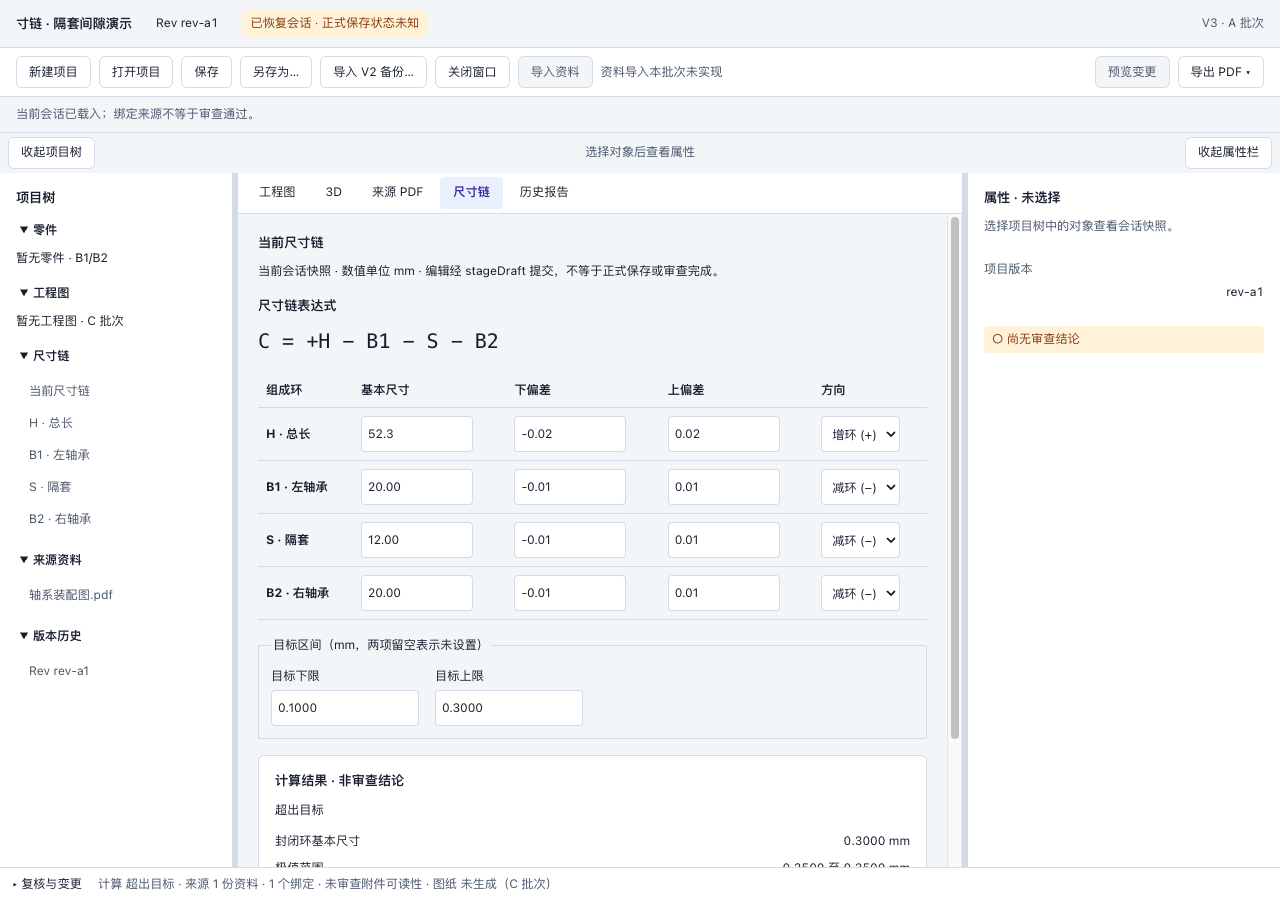 寸链 · 隔套间隙演示 Rev rev-a1 已恢复会话 · 正式保存状态未知 V3 · A 批次
新建项目 打开项目 保存 另存为… 导入 V2 备份… 关闭窗口 导入资料 资料导入本批次未实现 预览变更 导出 PDF ▾
当前会话已载入；绑定来源不等于审查通过。
收起项目树 选择对象后查看属性 收起属性栏
项目树
▼ 零件
暂无零件 · B1/B2
▼ 工程图
暂无工程图 · C 批次
▼ 尺寸链
当前尺寸链
H · 总长
B1 · 左轴承
S · 隔套
B2 · 右轴承
▼ 来源资料
轴系装配图.pdf
▼ 版本历史
Rev rev-a1
工程图 3D 来源 PDF 尺寸链 历史报告
当前尺寸链
当前会话快照 · 数值单位 mm · 编辑经 stageDraft 提交，不等于正式保存或审查完成。
尺寸链表达式
C = +H − B1 − S − B2
组成环 基本尺寸 下偏差 上偏差 方向
H · 总长 52.3 -0.02 0.02 增环 (+)
B1 · 左轴承 20.00 -0.01 0.01 减环 (−)
S · 隔套 12.00 -0.01 0.01 减环 (−)
B2 · 右轴承 20.00 -0.01 0.01 减环 (−)
目标区间（mm，两项留空表示未设置）
目标下限 目标上限
0.1000 0.3000
计算结果 · 非审查结论
超出目标
封闭环基本尺寸 0.3000 mm
极值范围 0.2500 至 0.3500 mm
属性 · 未选择
选择项目树中的对象查看会话快照。
项目版本
rev-a1
○ 尚无审查结论
▸ 复核与变更 计算 超出目标 · 来源 1 份资料 · 1 个绑定 · 未审查附件可读性 · 图纸 未生成（C 批次）